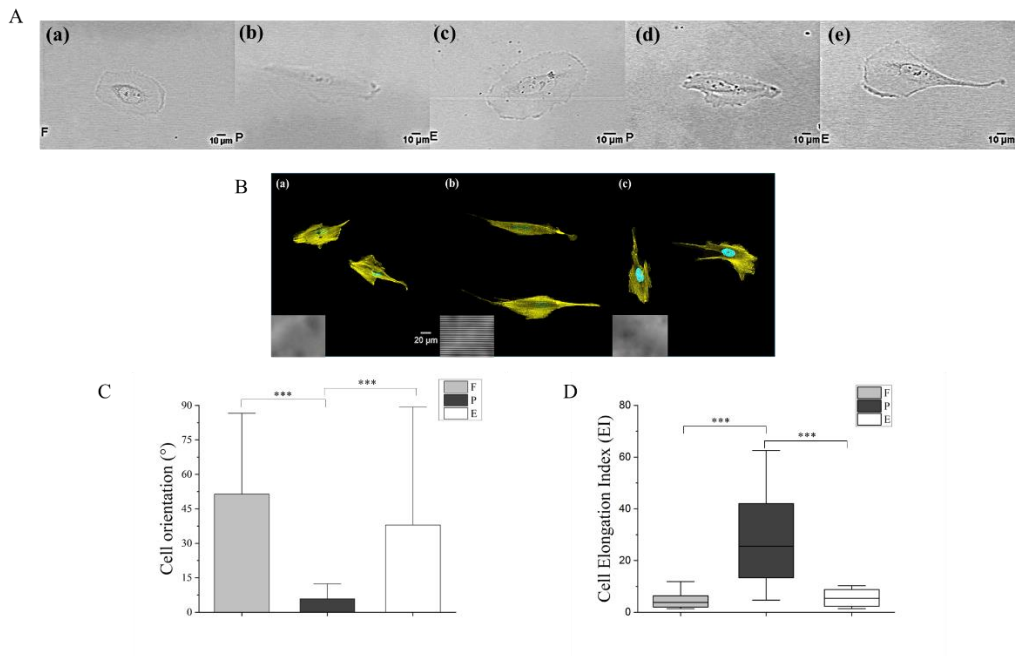 A
(a)
(b)
(c)
(d)
(e)
F
10 µm
P
10 µm
E
10 µm
P
10 µm
E
10 µm
B
(a)
(b)
(c)
20 µm
C
F
P
E
***
***
Cell orientation (°)
90
75
60
45
30
15
0
D
F
P
E
***
***
Cell Elongation Index (EI)
80
60
40
20
0